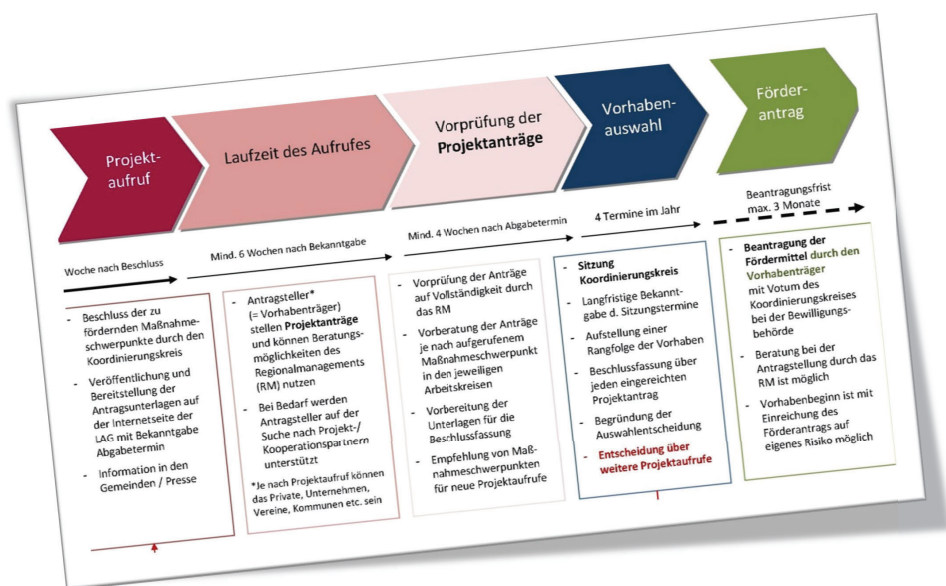 Projekt-
aufruf
Laufzeit des Aufrufes
Vorprüfung der
Projektanträge
Vorhaben-
auswahl
Förder-
antrag
Woche nach Beschluss
Mind. 6 Wochen nach Bekanntgabe
Mind. 4 Wochen nach Abgabetermin
4 Termine im Jahr
Beantragungsfrist
max. 3 Monate
- Beschluss der zu
fördernden Maßnahme-
schwerpunkte durch den
Koordinierungskreis
- Veröffentlichung und
Bereitstellung der
Antragsunterlagen auf
der Internetseite der
LAG mit Bekanntgabe
Abgabetermin
- Information in den
Gemeinden / Presse
- Antragsteller*
(= Vorhabenträger)
stellen Projektanträge
und können Beratungs-
möglichkeiten des
Regionalmanagements
(RM) nutzen
- Bei Bedarf werden
Antragsteller auf der
Suche nach Projekt-/
Kooperationspartnern
unterstützt
*Je nach Projektaufruf können
das Private, Unternehmen,
Vereine, Kommunen etc. sein
- Vorprüfung der Anträge
auf Vollständigkeit durch
das RM
- Vorberatung der Anträge
je nach aufgerufenem
Maßnahmeschwerpunkt
in den jeweiligen
Arbeitskreisen
- Vorbereitung der
Unterlagen für die
Beschlussfassung
- Empfehlung von Maß-
nahmeschwerpunkten
für neue Projektaufrufe
- Sitzung
Koordinierungskreis
- Langfristige Bekannt-
gabe d. Sitzungstermine
- Aufstellung einer
Rangfolge der Vorhaben
- Beschlussfassung über
jeden eingereichten
Projektantrag
- Begründung der
Auswahlentscheidung
- Entscheidung über
weitere Projektaufrufe
- Beantragung der
Fördermittel durch den
Vorhabenträger
mit Votum des
Koordinierungskreises
bei der Bewilligungs-
behörde
- Beratung bei der
Antragstellung durch das
RM ist möglich
- Vorhabenbeginn ist mit
Einreichung des
Förderantrags auf
eigenes Risiko möglich